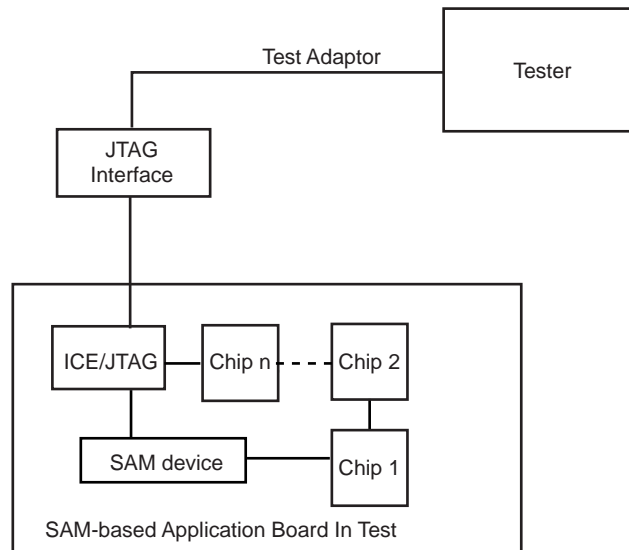 Test Adaptor
Tester
JTAG
Interface
ICE/JTAG
Chip n
Chip 2
SAM device
Chip 1
SAM-based Application Board In Test